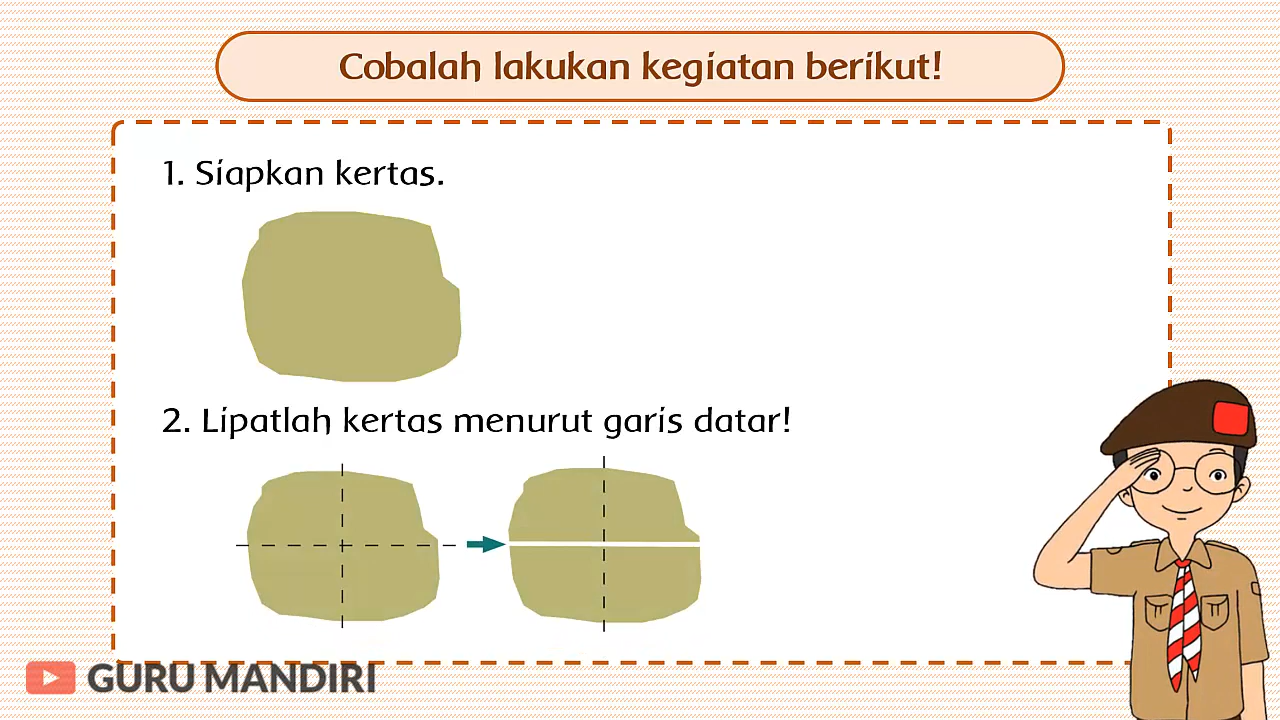 Cobalah lakukan kegiatan berikut!
1. Siapkan kertas.
2. Lipatlah kertas menurut garis datar!
GURU MANDIRI